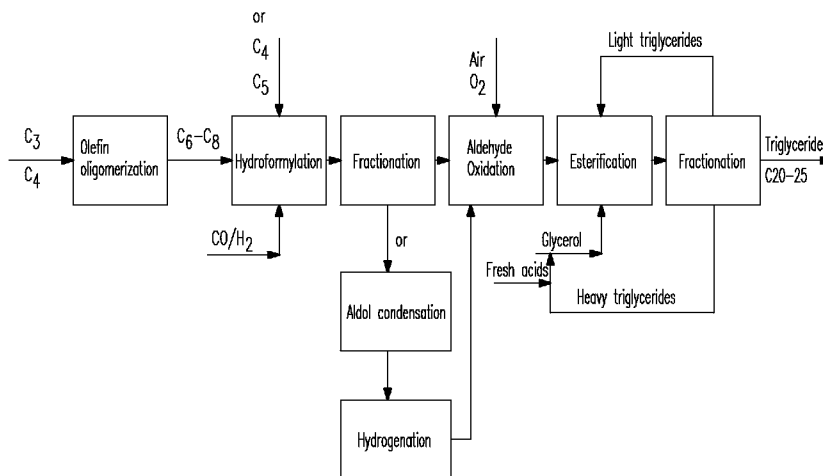 or
C4
C5
Air
O2
Light triglycerides
C3
C4
Olefin
oligomerization
C6-C8
Hydroformylation
Fractionation
Aldehyde
Oxidation
Esterification
Fractionation
Triglyceride
C20-25
CO/H2
or
Glycerol
Fresh acids
Heavy triglycerides
Aldol condensation
Hydrogenation